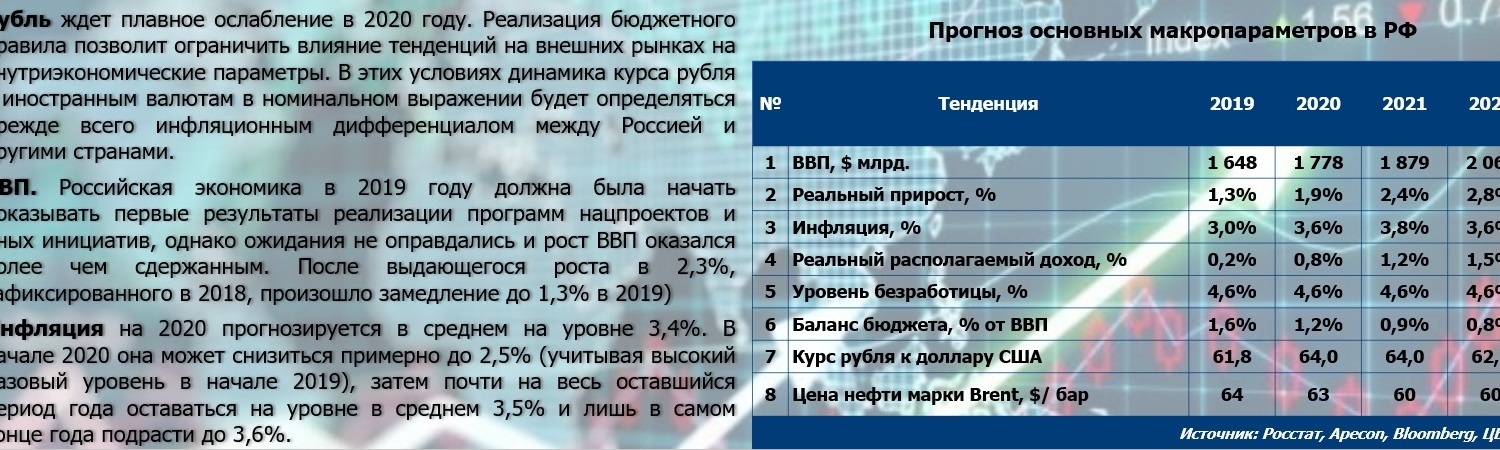 убль ждет плавное ослабление в 2020 году. Реализация бюджетного
равила позволит ограничить влияние тенденций на внешних рынках на
нутриэкономические параметры. В этих условиях динамика курса рубля
иностранным валютам в номинальном выражении будет определяться
режде всего инфляционным дифференциалом между Россией и
ругими странами.
ВП. Российская экономика в 2019 году должна была начать
оказывать первые результаты реализации программ нацпроектов и
ных инициатив, однако ожидания не оправдались и рост ВВП оказался
олее чем сдержанным. После выдающегося роста в 2,3%,
афиксированного в 2018, произошло замедление до 1,3% в 2019)
нфляция на 2020 прогнозируется в среднем на уровне 3,4%. В
ачале 2020 она может снизиться примерно до 2,5% (учитывая высокий
азовый уровень в начале 2019), затем почти на весь оставшийся
ериод года оставаться на уровне в среднем 3,5% и лишь в самом
онце года подрасти до 3,6%.
Прогноз основных макропараметров в РФ
№ Тенденция 2019 2020 2021 202
1 ВВП, $ млрд. 1 648 1 778 1 879 2 06
2 Реальный прирост, % 1,3% 1,9% 2,4% 2,8%
3 Инфляция, % 3,0% 3,6% 3,8% 3,6%
4 Реальный располагаемый доход, % 0,2% 0,8% 1,2% 1,5%
5 Уровень безработицы, % 4,6% 4,6% 4,6% 4,6%
6 Баланс бюджета, % от ВВП 1,6% 1,2% 0,9% 0,8%
7 Курс рубля к доллару США 61,8 64,0 64,0 62,
8 Цена нефти марки Brent, $/ бар 64 63 60 60
Источник: Росстат, Apecon, Bloomberg, ЦБ